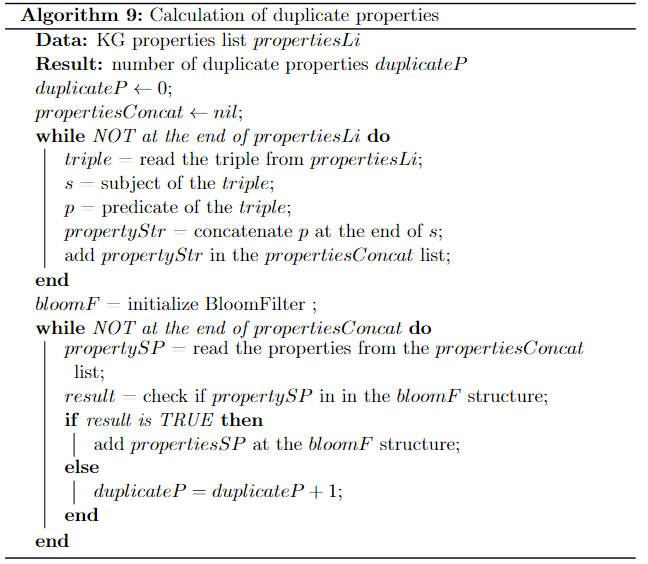 Algorithm 9: Calculation of duplicate properties
Data: KG properties list propertiesLi
Result: number of duplicate properties duplicateP
duplicateP ← 0;
propertiesConcat ← nil;
while NOT at the end of propertiesLi do
triple = read the triple from propertiesLi;
s = subject of the triple;
p = predicate of the triple;
propertyStr = concatenate p at the end of s;
add propertyStr in the propertiesConcat list;
end
bloomF = initialize BloomFilter ;
while NOT at the end of propertiesConcat do
propertySP = read the properties from the propertiesConcat
list;
result = check if propertySP in in the bloomF structure;
if result is TRUE then
add propertiesSP at the bloomF structure;
else
duplicateP = duplicateP + 1;
end
end